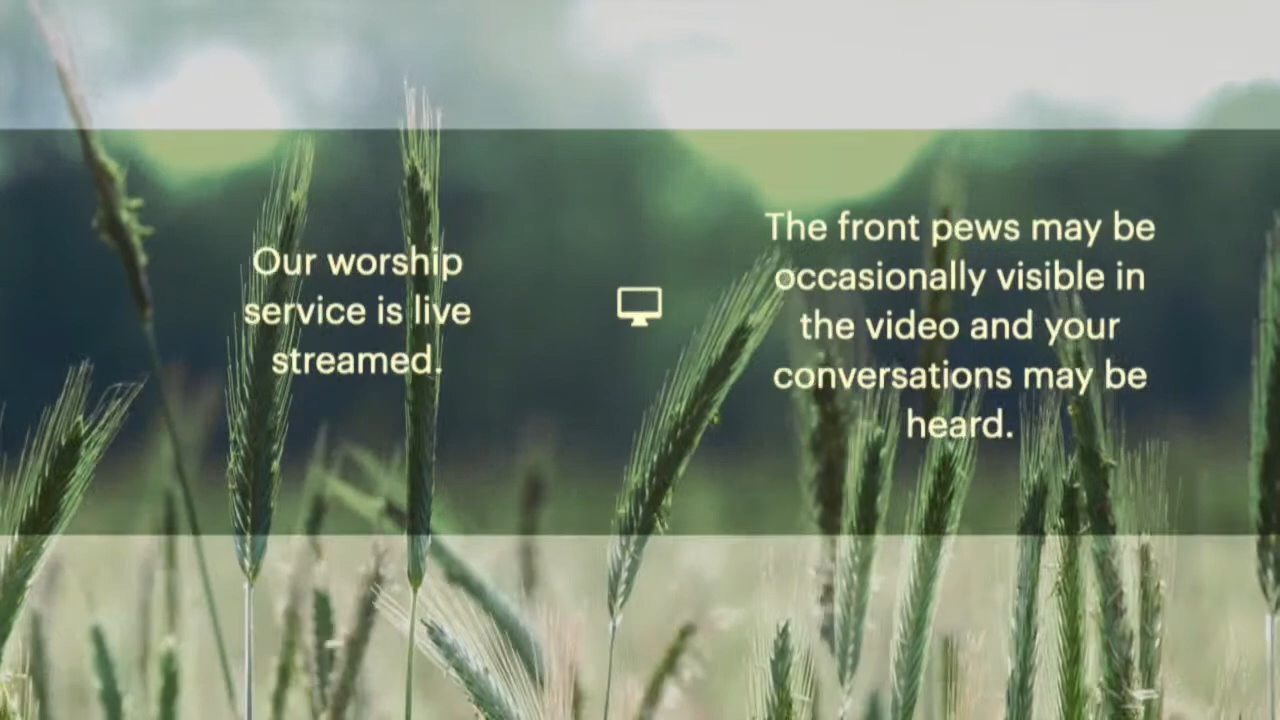 Our worship
service is live
streamed.
The front pews may be
occasionally visible in
the video and your
conversations may be
heard.